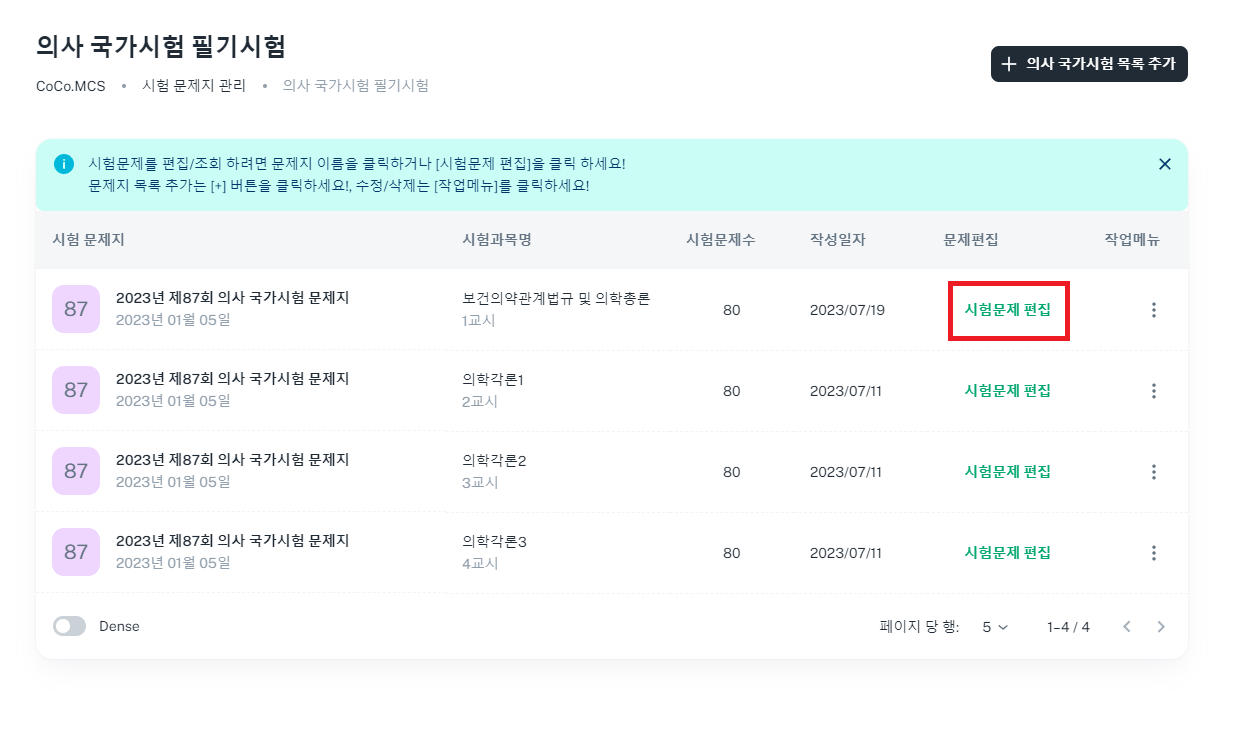 의사 국가시험 필기시험
+ 의사 국가시험 목록 추가
CoCo.MCS • 시험 문제지 관리 • 의사 국가시험 필기시험
시험문제를 편집/조회 하려면 문제지 이름을 클릭하거나 [시험문제 편집]을 클릭 하세요!
문제지 목록 추가는 [+] 버튼을 클릭하세요!, 수정/삭제는 [작업메뉴]를 클릭하세요!
시험 문제지 시험과목명 시험문제수 작성일자 문제편집 작업메뉴
87 2023년 제87회 의사 국가시험 문제지 보건의약관계법규 및 의학총론 80 2023/07/19 시험문제 편집
2023년 01월 05일 1교시
87 2023년 제87회 의사 국가시험 문제지 의학각론1 80 2023/07/11 시험문제 편집
2023년 01월 05일 2교시
87 2023년 제87회 의사 국가시험 문제지 의학각론2 80 2023/07/11 시험문제 편집
2023년 01월 05일 3교시
87 2023년 제87회 의사 국가시험 문제지 의학각론3 80 2023/07/11 시험문제 편집
2023년 01월 05일 4교시
Dense 페이지 당 행: 5 1–4 / 4